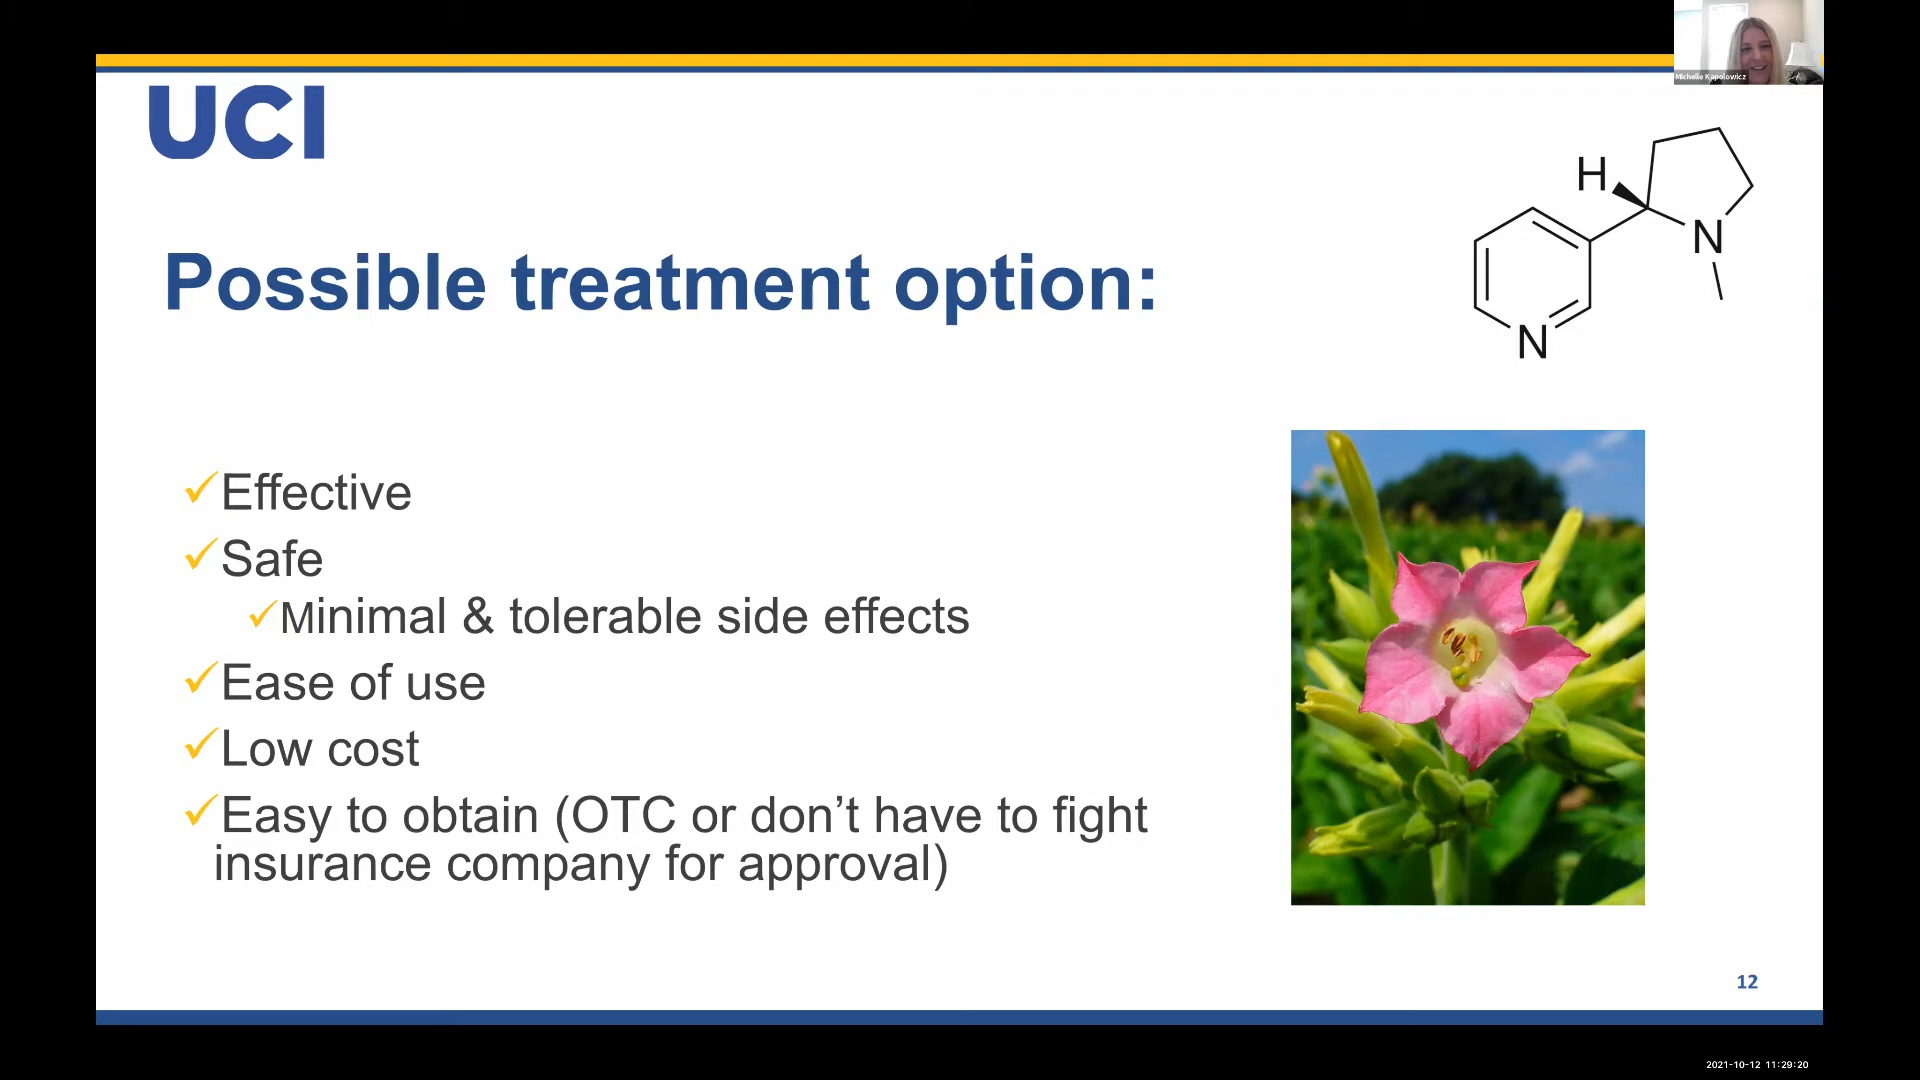 Michelle Kapolowicz
UCI
H
N
N
Possible treatment option:
✓Effective
✓Safe
✓Minimal & tolerable side effects
✓Ease of use
✓Low cost
✓Easy to obtain (OTC or don’t have to fight
insurance company for approval)
12
2021-10-12 11:29:20